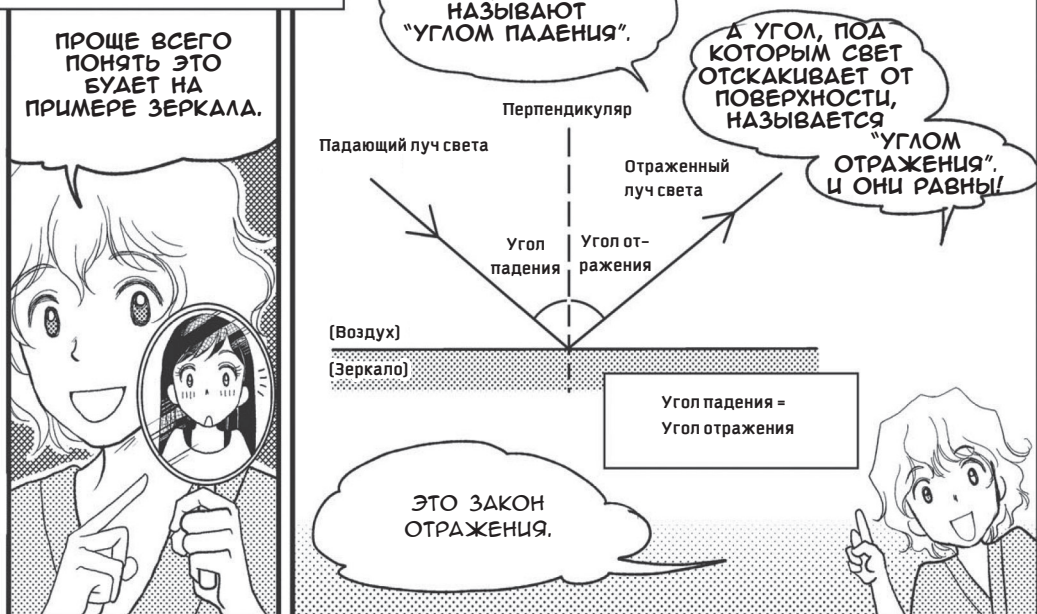 ПРОЩЕ ВСЕГО
ПОНЯТЬ ЭТО
БУДЕТ НА
ПРИМЕРЕ ЗЕРКАЛА.
НАЗЫВАЮТ
"УГЛОМ ПАДЕНИЯ".
А УГОЛ, ПОД
КОТОРЫМ СВЕТ
ОТСКАКИВАЕТ ОТ
ПОВЕРХНОСТИ,
НАЗЫВАЕТСЯ
"УГЛОМ
ОТРАЖЕНИЯ".
И ОНИ РАВНЫ!
Перпендикуляр
Падающий луч света
Отраженный
луч света
Угол
падения
Угол от-
ражения
(Воздух)
(Зеркало)
Угол падения =
Угол отражения
ЭТО ЗАКОН
ОТРАЖЕНИЯ.